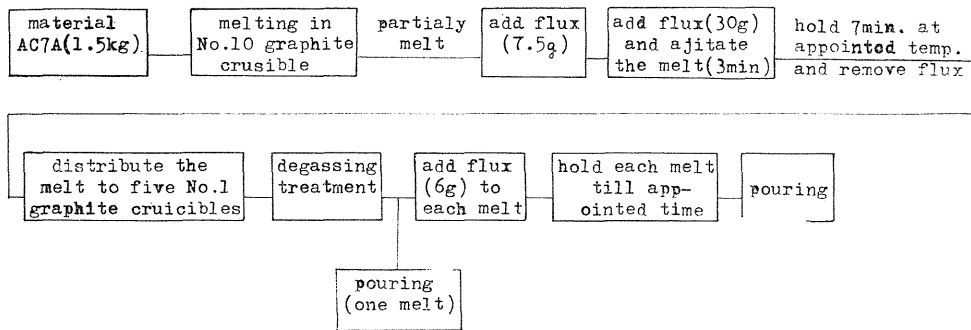 material
AC7A(1.5kg)
melting in
No.10 graphite
crusible
partialy
melt
add flux
(7.5g)
add flux(30g)
and ajitate
the melt(3min)
hold 7min. at
appointed temp.
and remove flux
distribute the
melt to five No.1
graphite cruicibles
degassing
treatment
add flux
(6g) to
each melt
hold each melt
till app-
ointed time
pouring
pouring
(one melt)